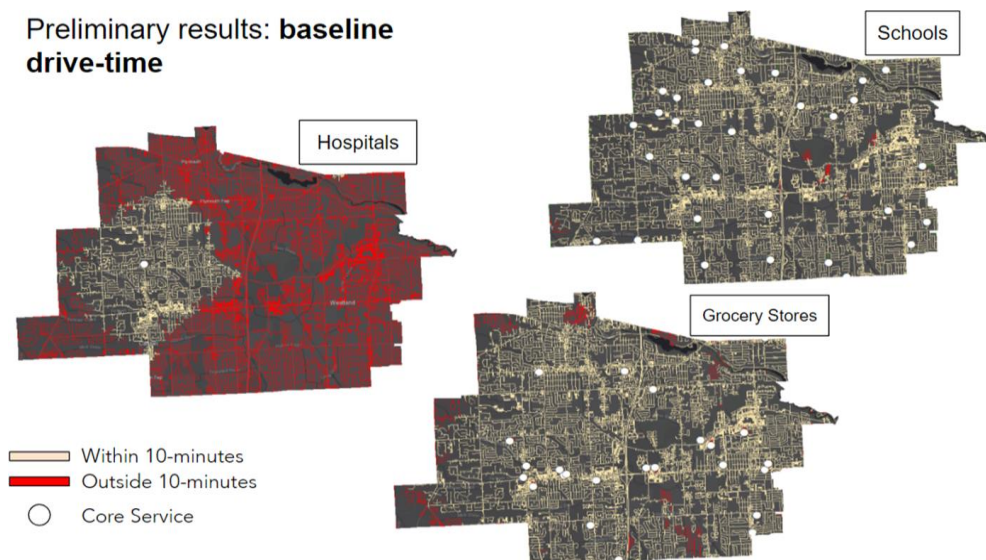 Preliminary results: baseline
drive-time
Schools
Hospitals
Grocery Stores
Within 10-minutes
Outside 10-minutes
Core Service